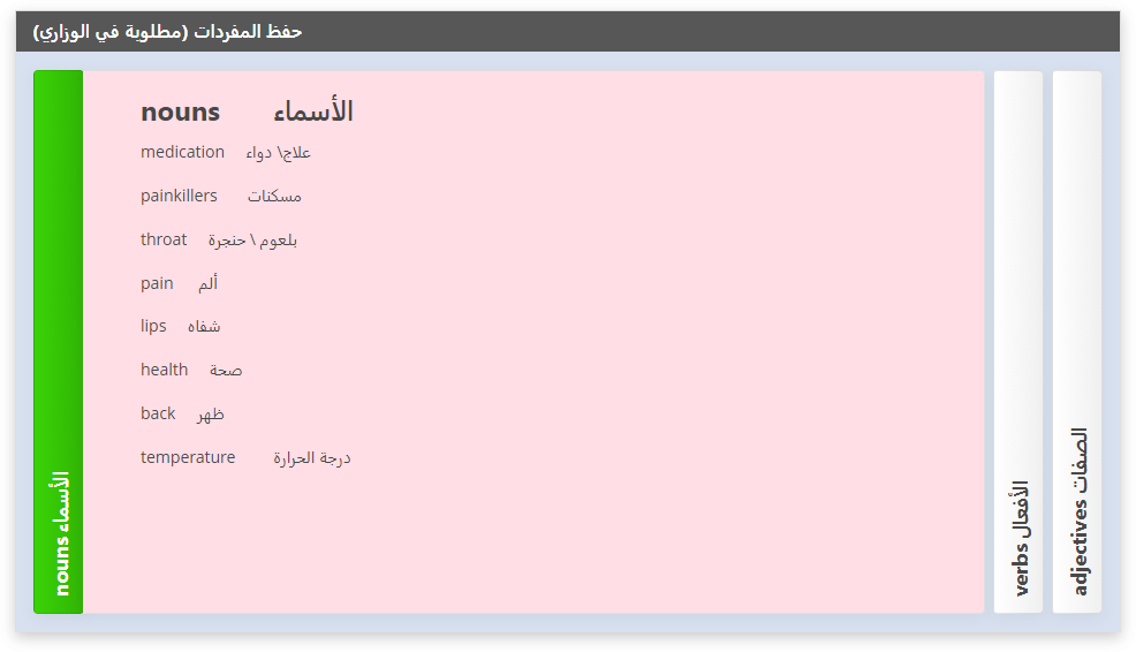 حفظ المفردات (مطلوبة في الوزاري)
nouns الأسماء
nouns الأسماء
medication علاج\ دواء
painkillers مسكنات
throat بلعوم \ حنجرة
pain ألم
lips شفاه
health صحة
back ظهر
temperature درجة الحرارة
verbs الأفعال
adjectives الصفات